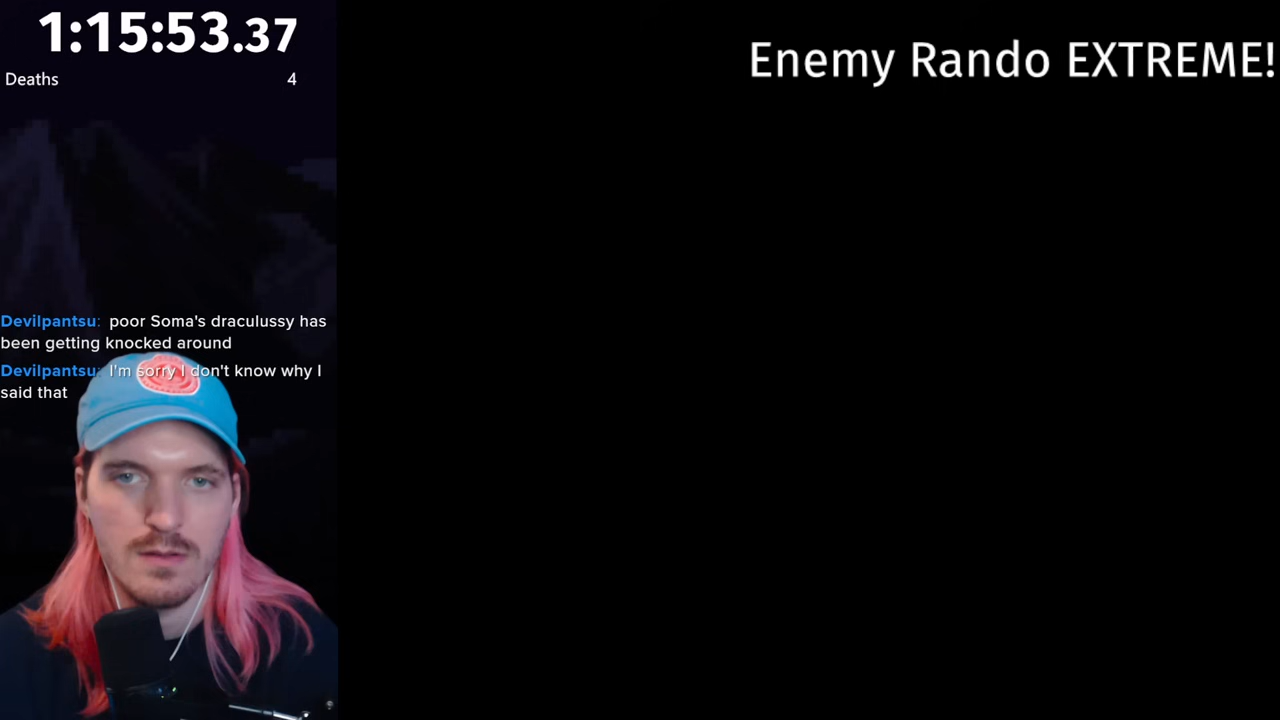 1:15:53.37
Enemy Rando EXTREME!
Deaths 4
Devilpantsu: poor Soma's draculussy has
been getting knocked around
Devilpantsu: I'm sorry I don't know why I
said that